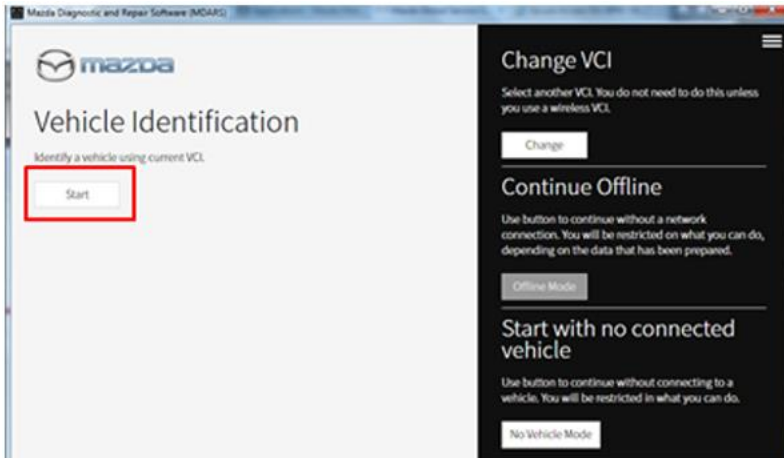 Mazda Diagnostic and Repair Software (MDARS)
mazda
Vehicle Identification
Identify a vehicle using current VCI.
Start
Change VCI
Select another VCI. You do not need to do this unless
you use a wireless VCI.
Change
Continue Offline
Use button to continue without a network
connection. You will be restricted on what you can do,
depending on the data that has been prepared.
Offline Mode
Start with no connected
vehicle
Use button to continue without connecting to a
vehicle. You will be restricted in what you can do.
No Vehicle Mode